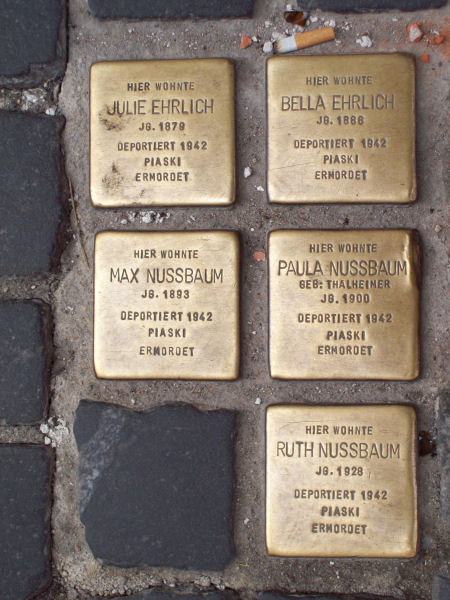 HIER WOHNTE
JULIE EHRLICH
JG. 1879
DEPORTIERT 1942
PIASKI
ERMORDET
HIER WOHNTE
BELLA EHRLICH
JG. 1886
DEPORTIERT 1942
PIASKI
ERMORDET
HIER WOHNTE
MAX NUSSBAUM
JG. 1893
DEPORTIERT 1942
PIASKI
ERMORDET
HIER WOHNTE
PAULA NUSSBAUM
GEB. THALHEIMER
JG. 1900
DEPORTIERT 1942
PIASKI
ERMORDET
HIER WOHNTE
RUTH NUSSBAUM
JG. 1928
DEPORTIERT 1942
PIASKI
ERMORDET